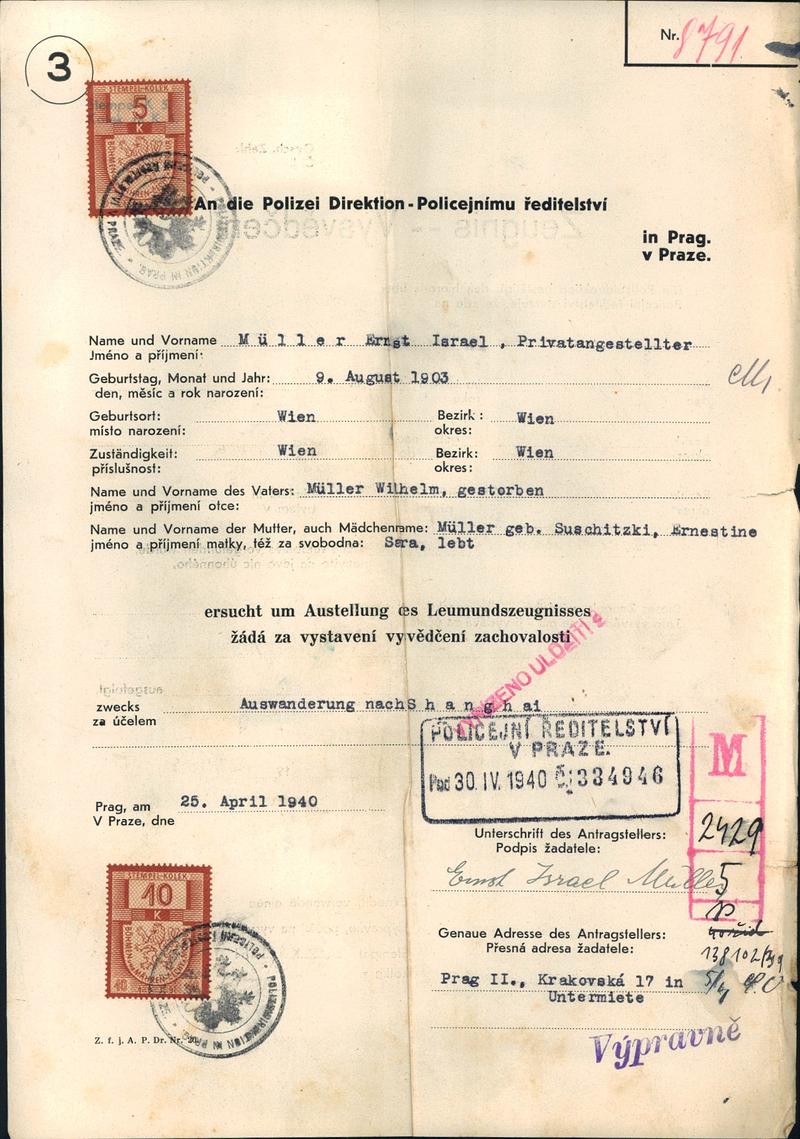 3
Nr. 8791
STEMPEL-KOLEK
5
K
An die Polizei Direktion - Policejnímu ředitelství
in Prag.
v Praze.
Name und Vorname Müller Ernst Israel , Privatangestellter
Jméno a příjmení:
Geburtstag, Monat und Jahr: 9. August 1903
den, měsíc a rok narození:
Geburtsort: Wien Bezirk: Wien
místo narození: okres:
Zuständigkeit: Wien Bezirk: Wien
příslušnost: okres:
Name und Vorname des Vaters: Müller Wilhelm, gestorben
jméno a příjmení otce:
Name und Vorname der Mutter, auch Mädchenname: Müller geb. Suschitzki, Ernestine
jméno a příjmení matky, též za svobodna: Sara, lebt
ersucht um Austellung des Leumundszeugnisses
žádá za vystavení vyvědčení zachovalosti
zwecks Auswanderung nach Shanghai
za účelem
POLICEJNÍ ŘEDITELSTVÍ
V PRAZE.
Pod 30. IV. 1940 Č: 334946
M
Prag, am 25. April 1940
V Praze, dne
2429
Unterschrift des Antragstellers:
Podpis žadatele:
Ernst Israel Müller
5
STEMPEL-KOLEK
10
K
Genaue Adresse des Antragstellers:
Přesná adresa žadatele:
Prag II., Krakovská 17 in
Untermiete
Z. f. j. A. P. Dr. Nr.
Výpravně